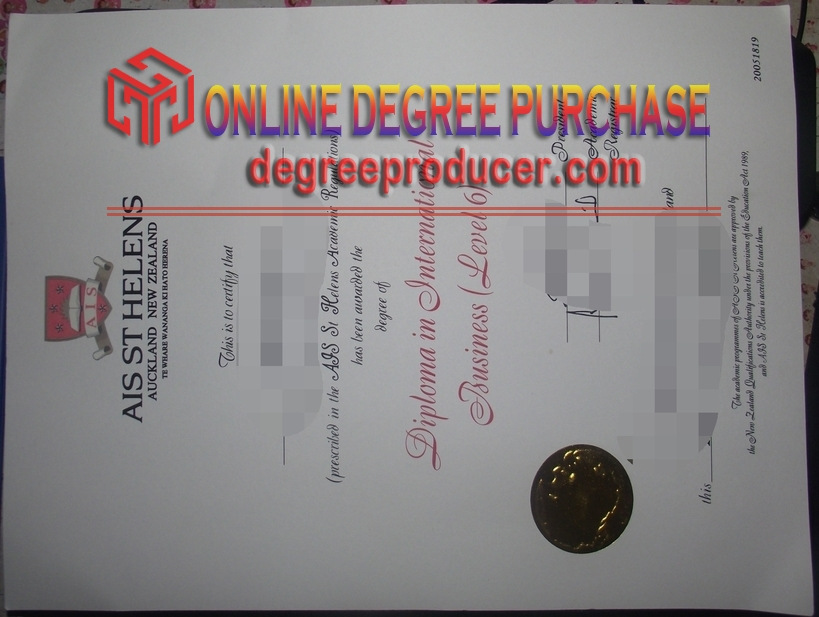 ONLINE DEGREE PURCHASE
degreeproducer.com
AIS
AIS ST HELENS
AUCKLAND NEW ZEALAND
TE WHARE WANANGA KI HATO HERENA
This is to certify that
(prescribed in the AIS St Helens Academic Regulations)
has been awarded the
degree of
Diploma in International
Business (Level 6)
President
Academic
Registrar
this
and
The academic programmes of AIS St Helens are approved by
the New Zealand Qualifications Authority under the provisions of the Education Act 1989,
and AIS St Helens is accredited to teach them.
20051819